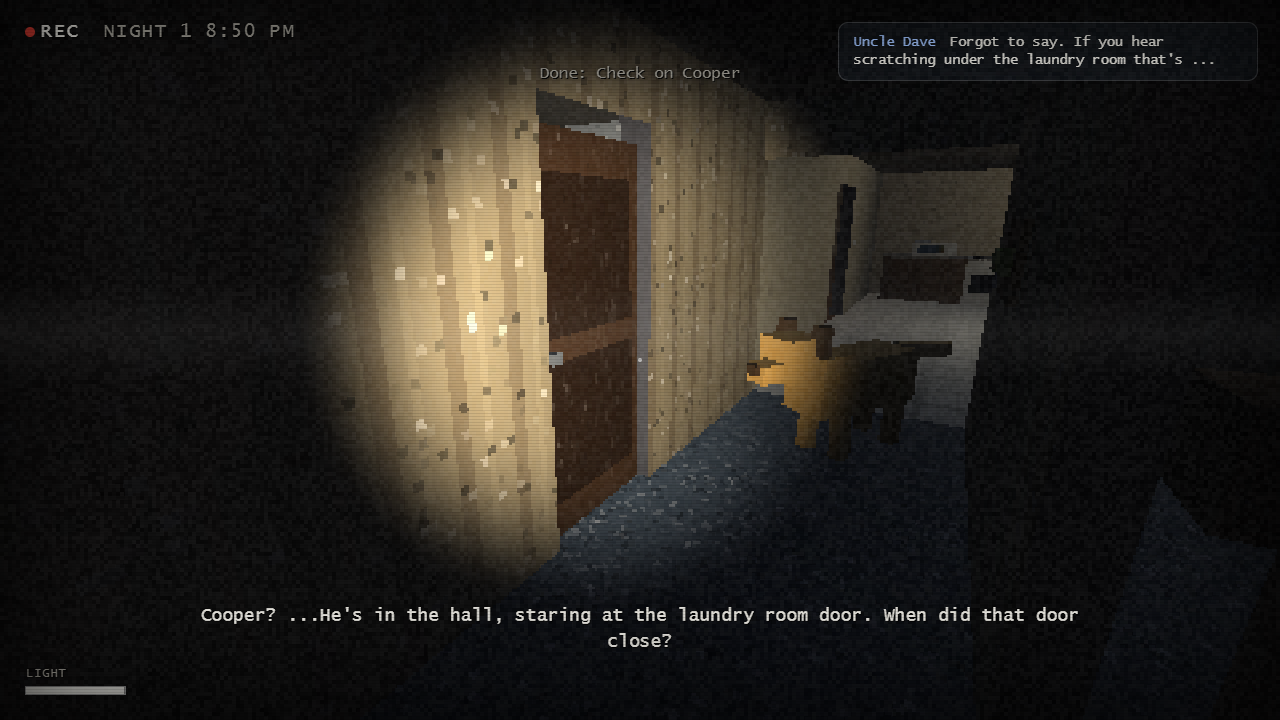 REC NIGHT 1 8:50 PM
Uncle Dave Forgot to say. If you hear
scratching under the laundry room that's ...
Done: Check on Cooper
Cooper? ...He's in the hall, staring at the laundry room door. When did that door
close?
LIGHT